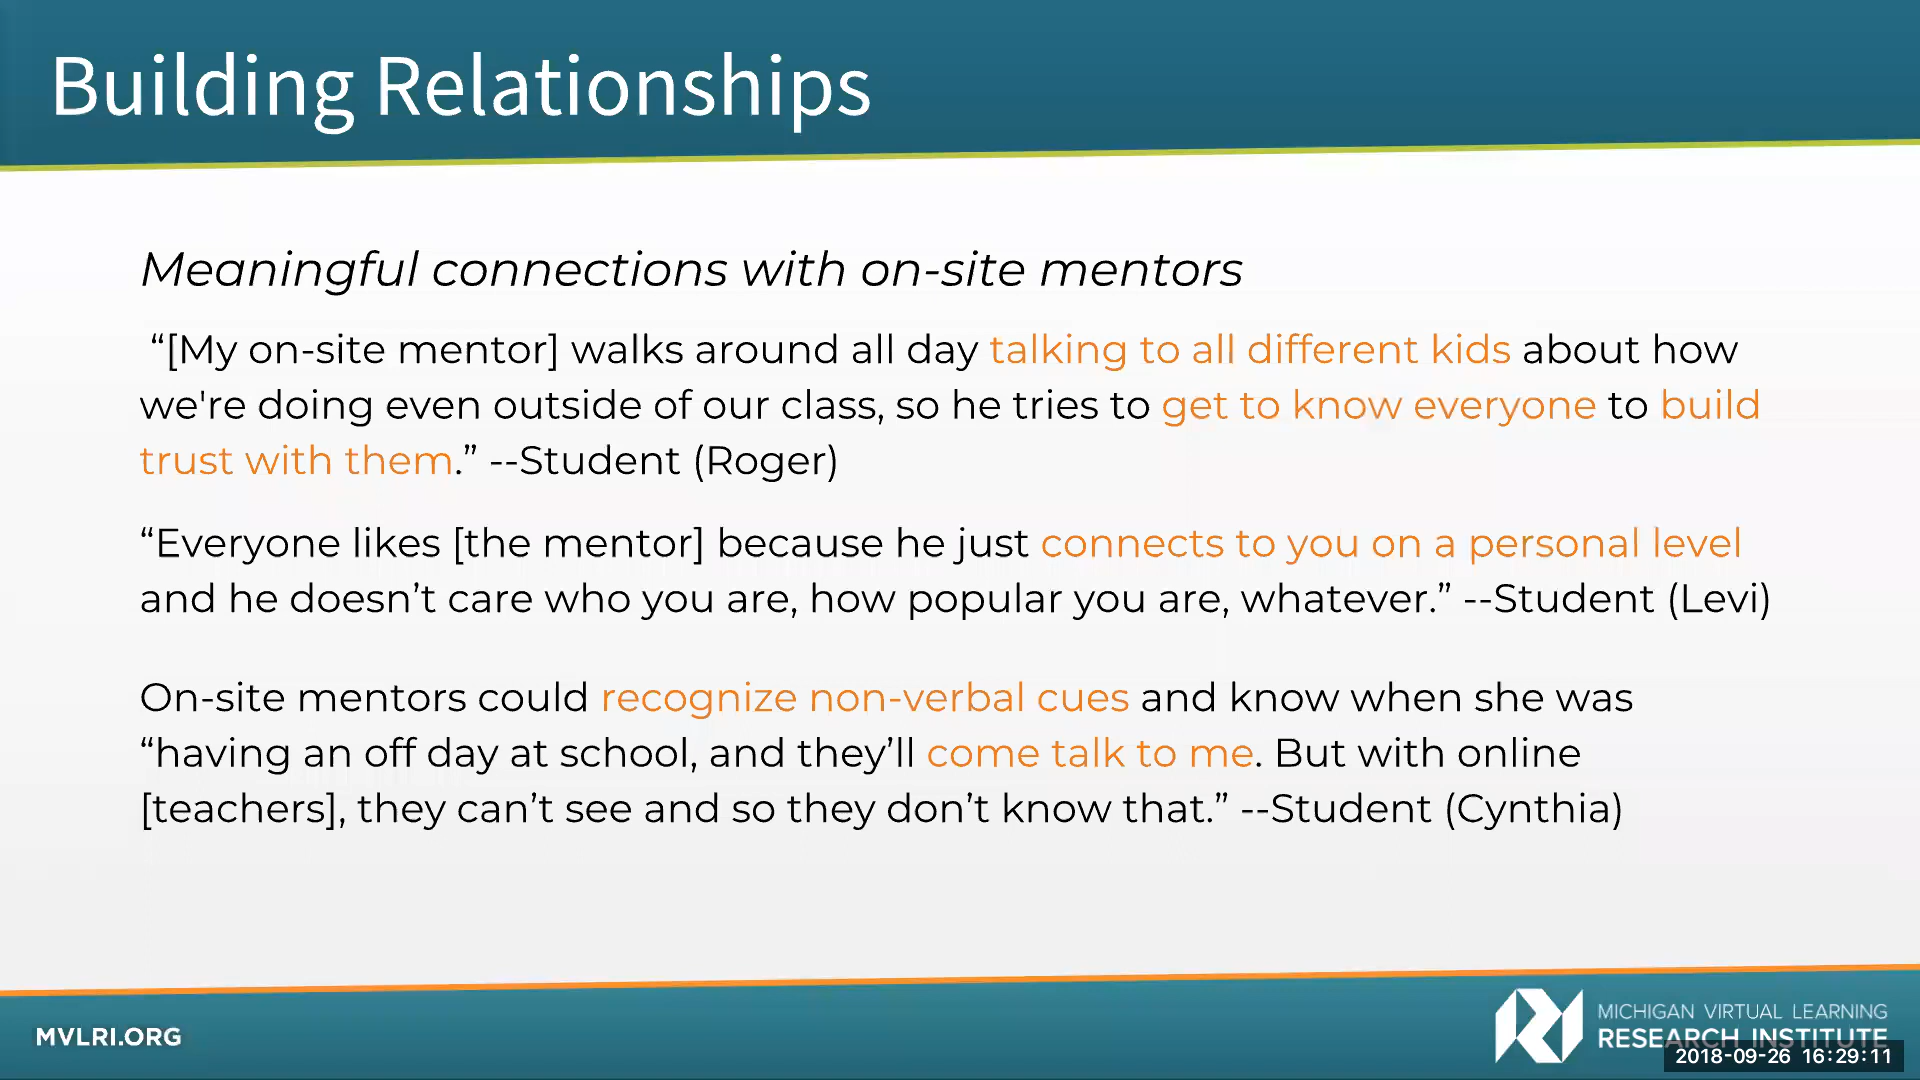 Building Relationships
Meaningful connections with on-site mentors
“[My on-site mentor] walks around all day talking to all different kids about how
we're doing even outside of our class, so he tries to get to know everyone to build
trust with them.” --Student (Roger)
“Everyone likes [the mentor] because he just connects to you on a personal level
and he doesn’t care who you are, how popular you are, whatever.” --Student (Levi)
On-site mentors could recognize non-verbal cues and know when she was
“having an off day at school, and they’ll come talk to me. But with online
[teachers], they can’t see and so they don’t know that.” --Student (Cynthia)
MVLRI.ORG
MICHIGAN VIRTUAL LEARNING
RESEARCH INSTITUTE
2018-09-26 16:29:11